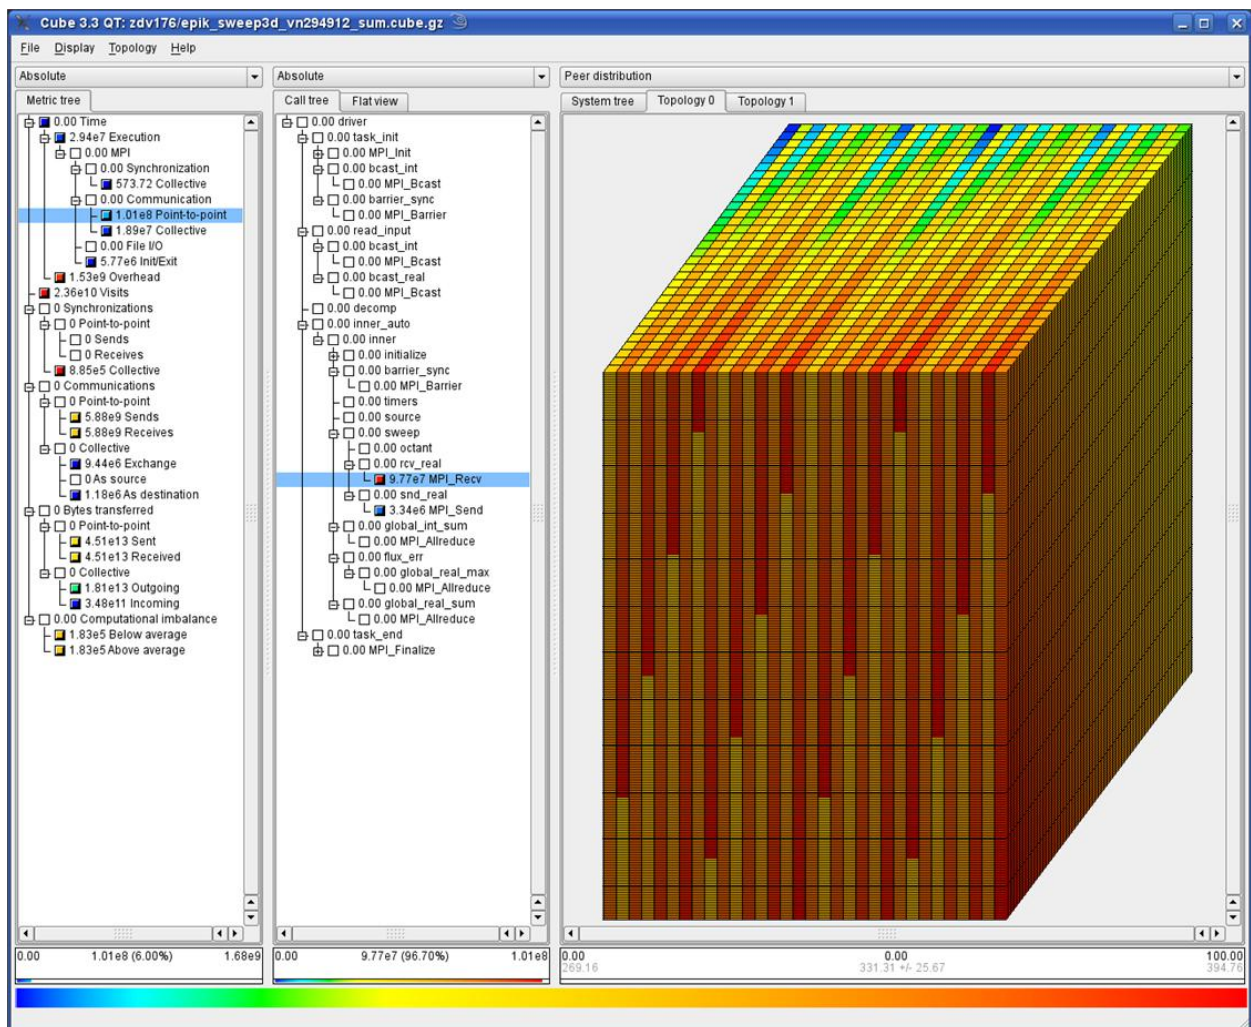 Cube 3.3 QT: zdv176/epik_sweep3d_vn294912_sum.cube.gz
File Display Topology Help
Absolute
Metric tree
0.00 Time
2.94e7 Execution
0.00 MPI
0.00 Synchronization
573.72 Collective
0.00 Communication
1.01e8 Point-to-point
1.89e7 Collective
0.00 File I/O
5.77e6 Init/Exit
1.53e9 Overhead
2.36e10 Visits
0 Synchronizations
0 Point-to-point
0 Sends
0 Receives
8.85e5 Collective
0 Communications
0 Point-to-point
5.88e9 Sends
5.88e9 Receives
0 Collective
9.44e6 Exchange
0 As source
1.18e6 As destination
0 Bytes transferred
0 Point-to-point
4.51e13 Sent
4.51e13 Received
0 Collective
1.81e13 Outgoing
3.48e11 Incoming
0.00 Computational imbalance
1.83e5 Below average
1.83e5 Above average
0.00 1.01e8 (6.00%) 1.68e9
Absolute
Call tree Flat view
0.00 driver
0.00 task_init
0.00 MPI_Init
0.00 bcast_int
0.00 MPI_Bcast
0.00 barrier_sync
0.00 MPI_Barrier
0.00 read_input
0.00 bcast_int
0.00 MPI_Bcast
0.00 bcast_real
0.00 MPI_Bcast
0.00 decomp
0.00 inner_auto
0.00 inner
0.00 initialize
0.00 barrier_sync
0.00 MPI_Barrier
0.00 timers
0.00 source
0.00 sweep
0.00 octant
0.00 rcv_real
9.77e7 MPI_Recv
0.00 snd_real
3.34e6 MPI_Send
0.00 global_int_sum
0.00 MPI_Allreduce
0.00 flux_err
0.00 global_real_max
0.00 MPI_Allreduce
0.00 global_real_sum
0.00 MPI_Allreduce
0.00 task_end
0.00 MPI_Finalize
0.00 9.77e7 (96.70%) 1.01e8
Peer distribution
System tree Topology 0 Topology 1
0.00 0.00 100.00
269.16 331.31 +/- 25.67 394.76